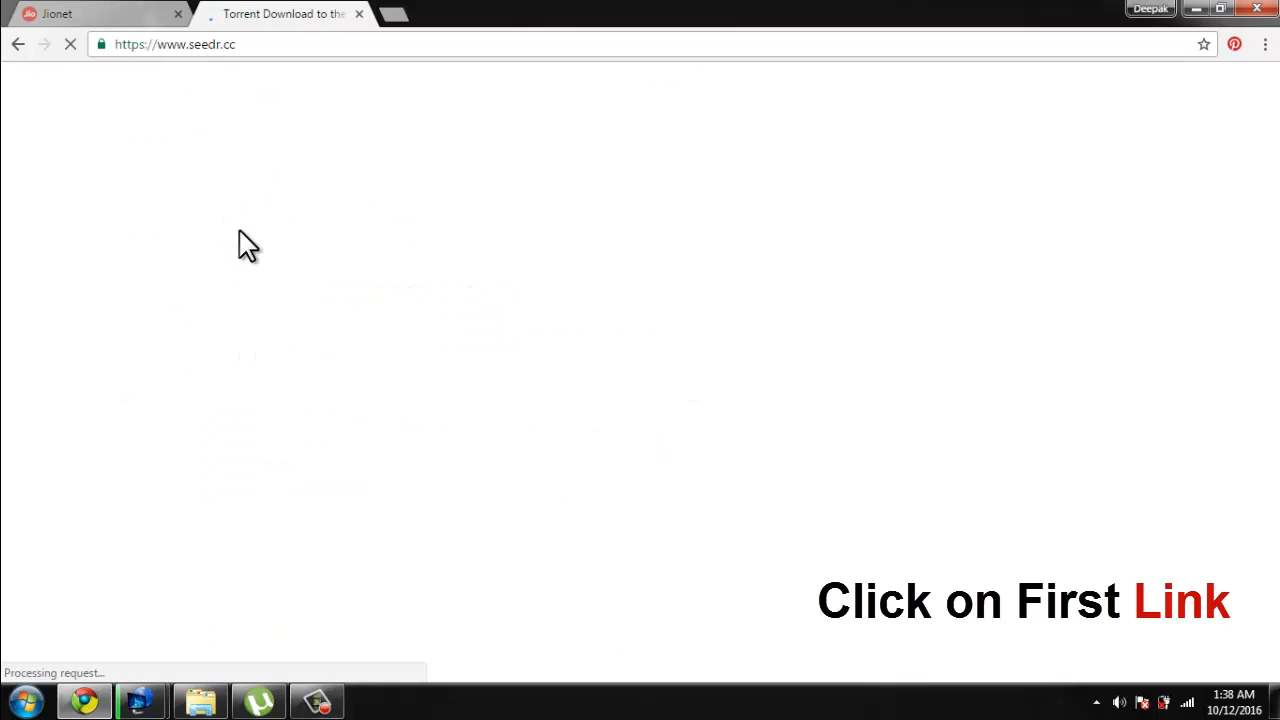 Jionet
Torrent Download to the
Deepak
https://www.seedr.cc
Click on First Link
Processing request...
1:38 AM
10/12/2016